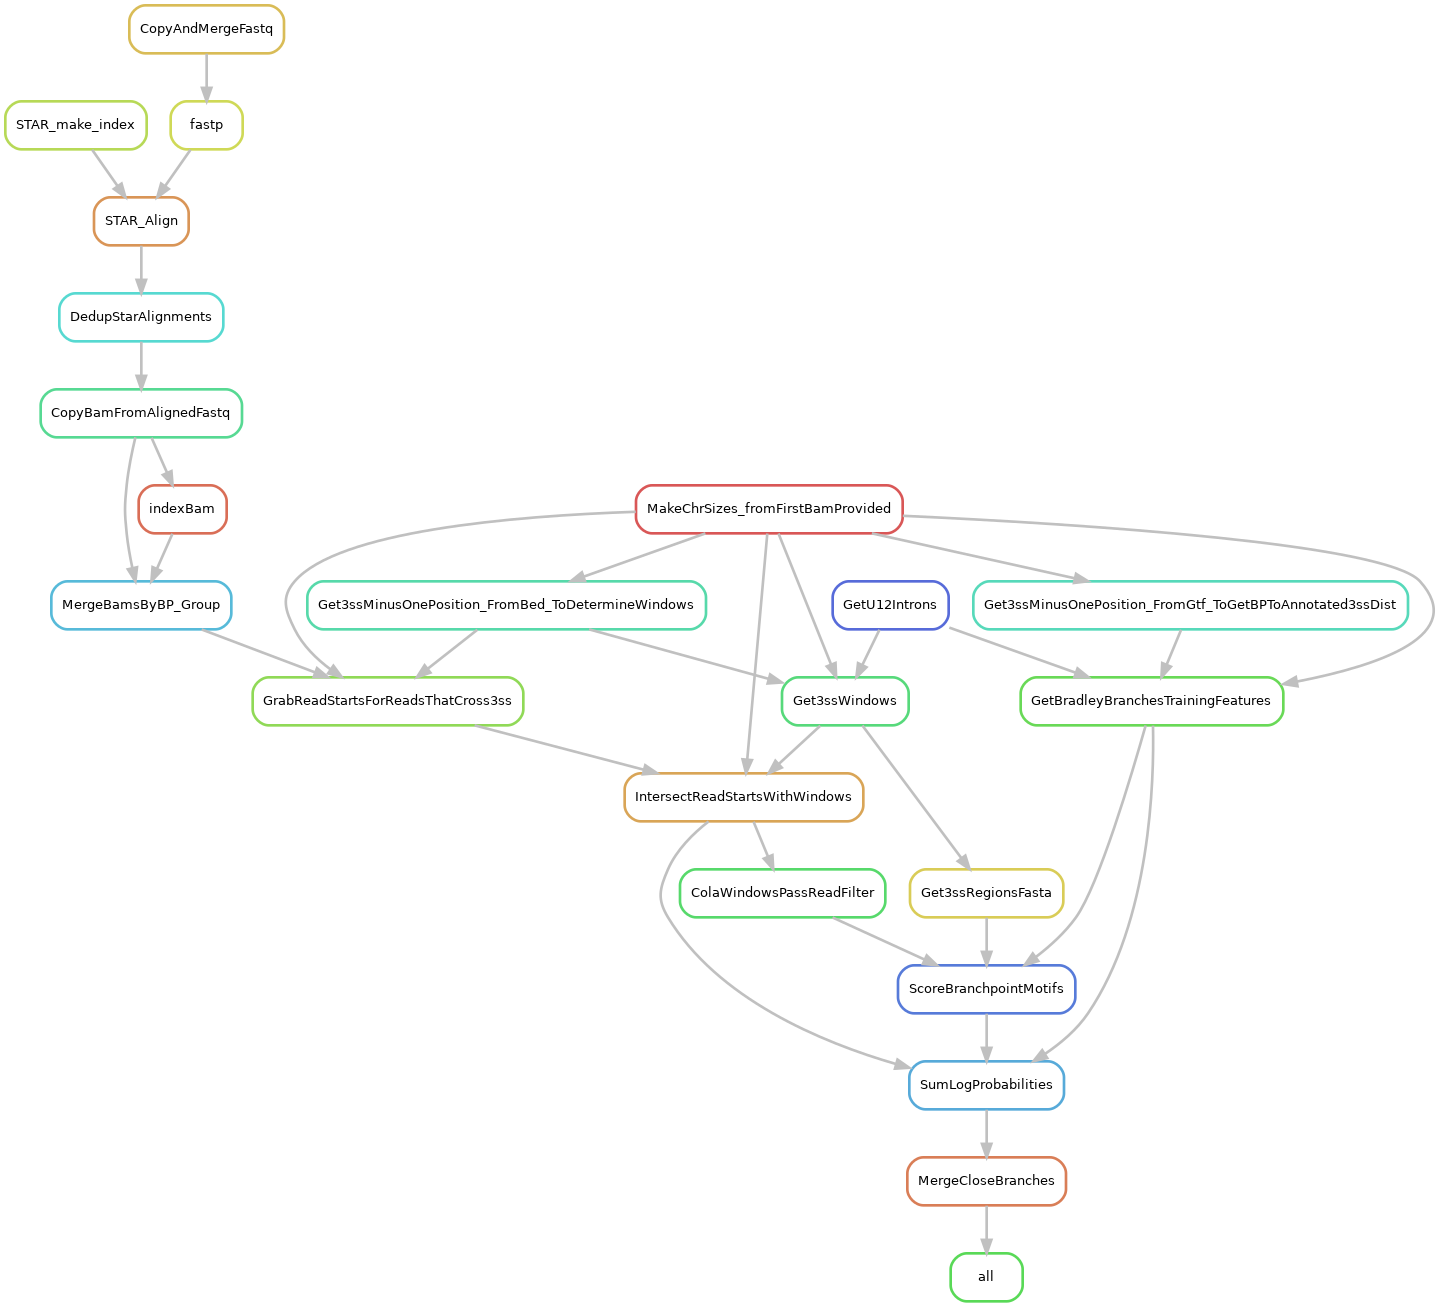 CopyAndMergeFastq
STAR_make_index
fastp
STAR_Align
DedupStarAlignments
CopyBamFromAlignedFastq
indexBam
MakeChrSizes_fromFirstBamProvided
MergeBamsByBP_Group
Get3ssMinusOnePosition_FromBed_ToDetermineWindows
GetU12Introns
Get3ssMinusOnePosition_FromGtf_ToGetBPToAnnotated3ssDist
GrabReadStartsForReadsThatCross3ss
Get3ssWindows
GetBradleyBranchesTrainingFeatures
IntersectReadStartsWithWindows
ColaWindowsPassReadFilter
Get3ssRegionsFasta
ScoreBranchpointMotifs
SumLogProbabilities
MergeCloseBranches
all